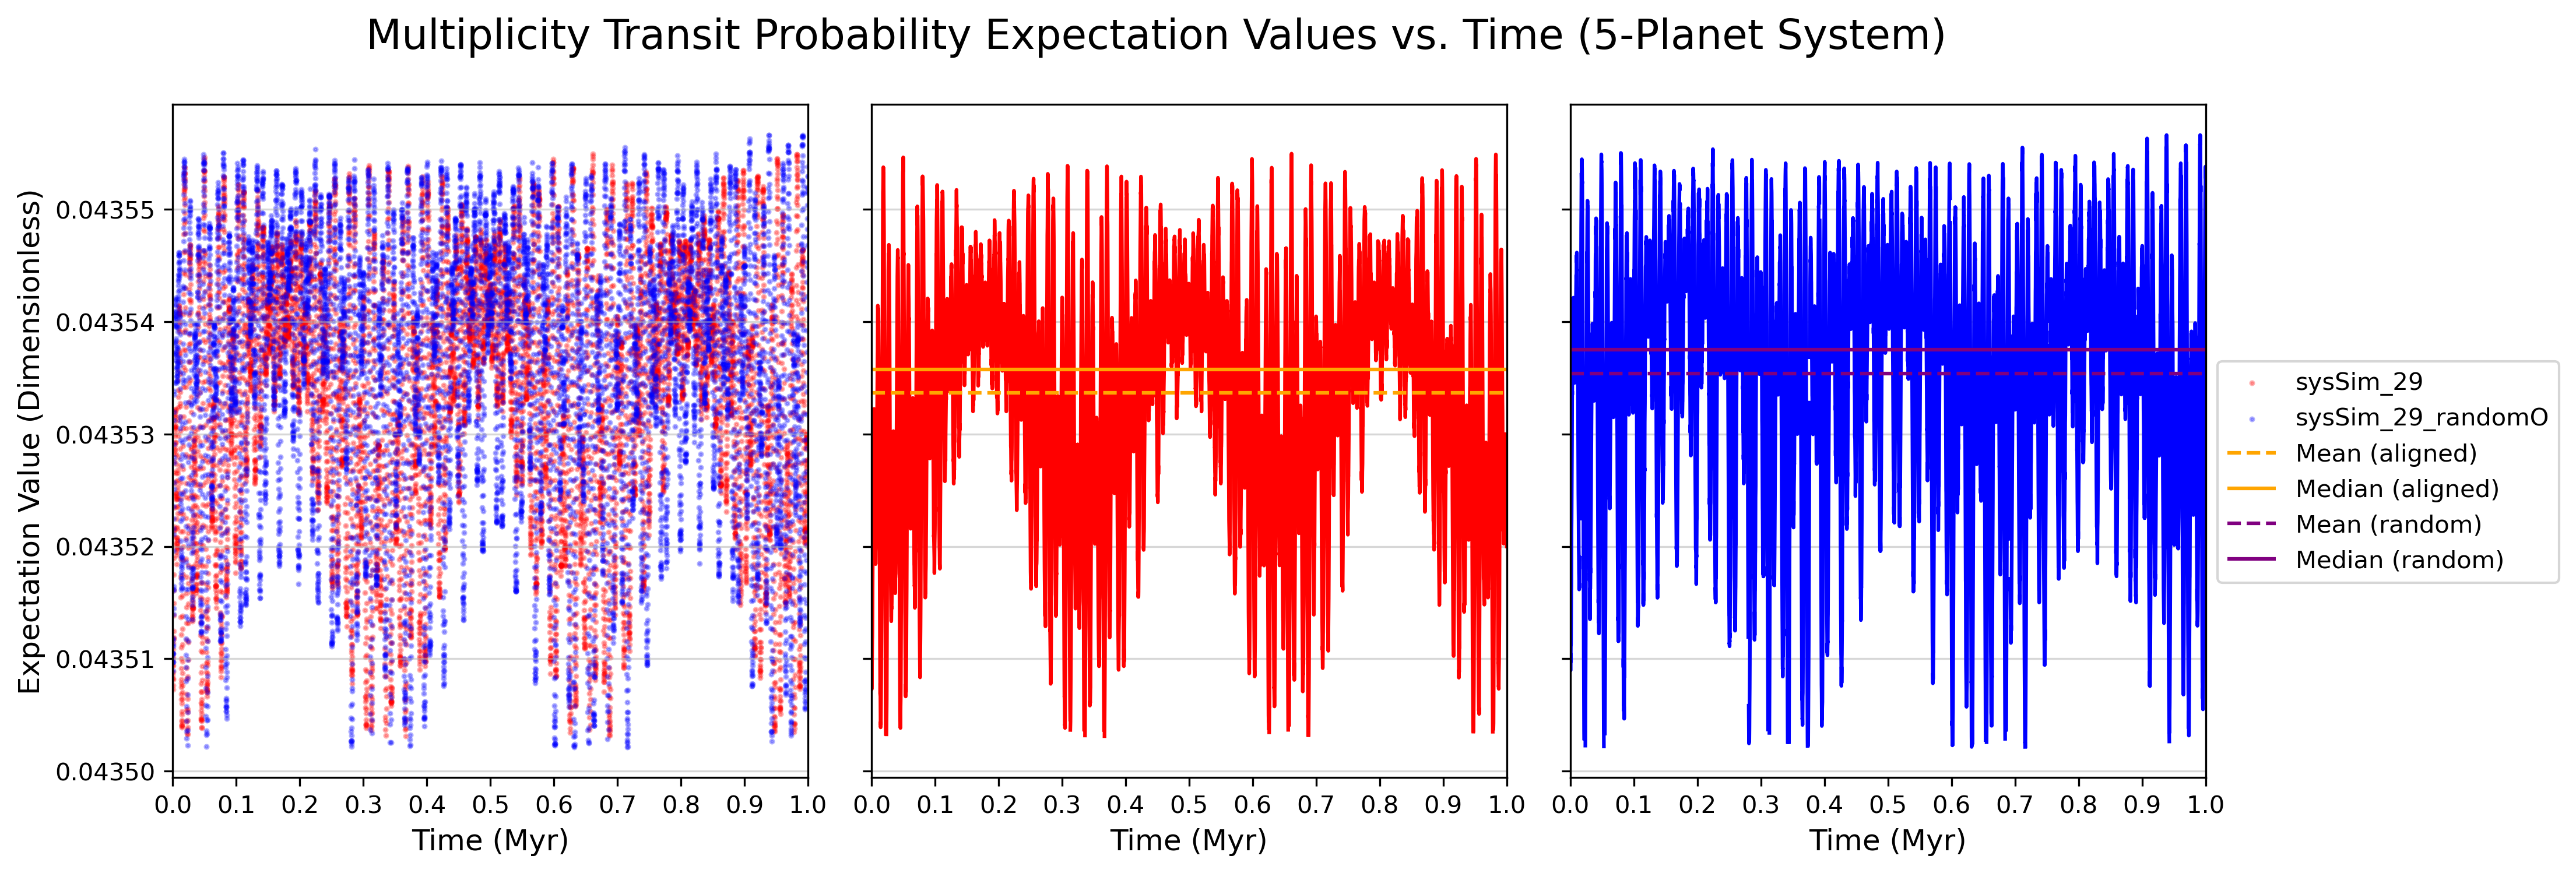 Multiplicity Transit Probability Expectation Values vs. Time (5-Planet System)
Expectation Value (Dimensionless)
0.04355
0.04354
0.04353
0.04352
0.04351
0.04350
0.0 0.1 0.2 0.3 0.4 0.5 0.6 0.7 0.8 0.9 1.0
Time (Myr)
0.0 0.1 0.2 0.3 0.4 0.5 0.6 0.7 0.8 0.9 1.0
Time (Myr)
0.0 0.1 0.2 0.3 0.4 0.5 0.6 0.7 0.8 0.9 1.0
Time (Myr)
sysSim_29
sysSim_29_randomO
Mean (aligned)
Median (aligned)
Mean (random)
Median (random)